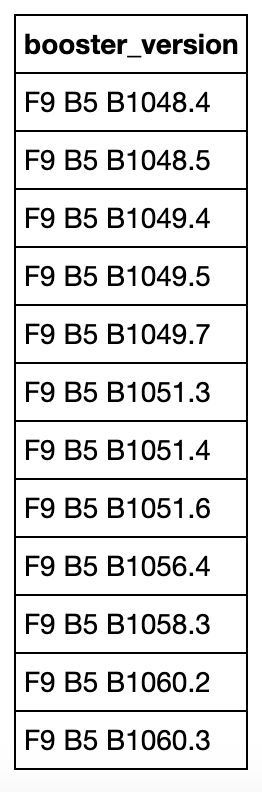 booster_version
F9 B5 B1048.4
F9 B5 B1048.5
F9 B5 B1049.4
F9 B5 B1049.5
F9 B5 B1049.7
F9 B5 B1051.3
F9 B5 B1051.4
F9 B5 B1051.6
F9 B5 B1056.4
F9 B5 B1058.3
F9 B5 B1060.2
F9 B5 B1060.3